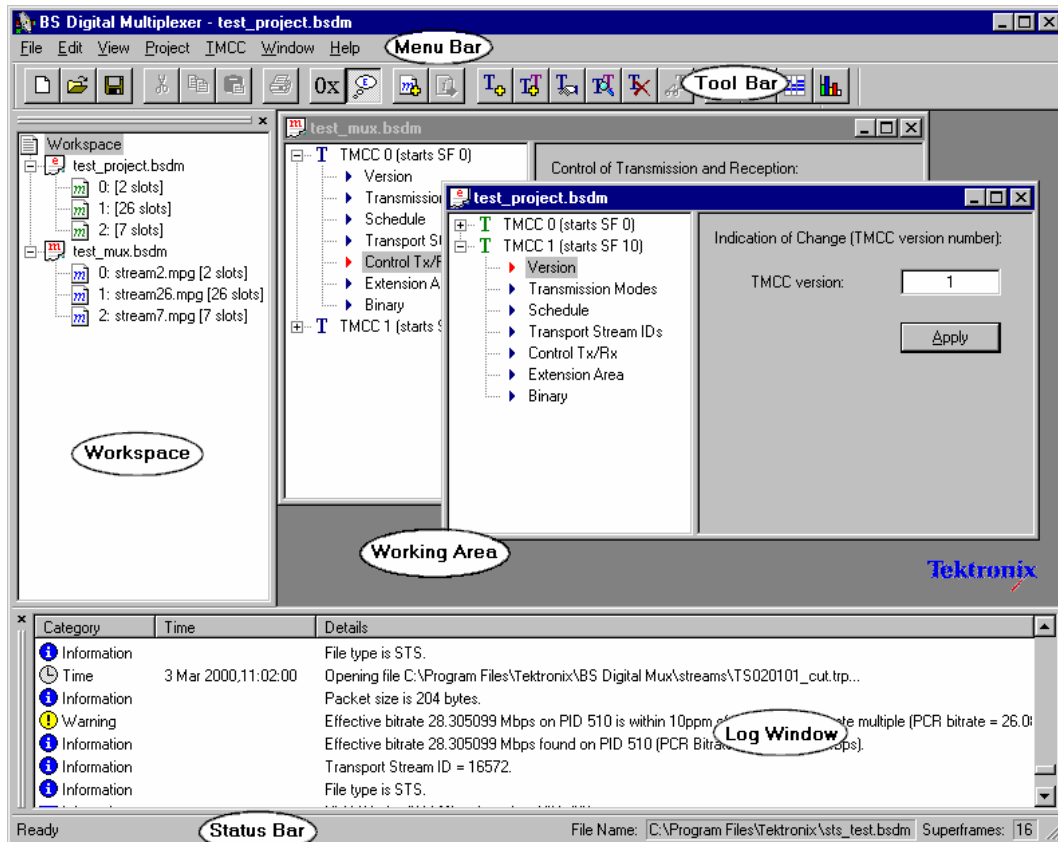 BS Digital Multiplexer - test_project.bsdm
File Edit View Project TMCC Window Help
Menu Bar
0x
Tool Bar
Workspace
test_project.bsdm
0: [2 slots]
1: [26 slots]
2: [7 slots]
test_mux.bsdm
0: stream2.mpg [2 slots]
1: stream26.mpg [26 slots]
2: stream7.mpg [7 slots]
Workspace
test_mux.bsdm
TMCC 0 (starts SF 0)
Version
Transmission
Schedule
Transport
Control Tx/
Extension A
Binary
TMCC 1 (starts
Control of Transmission and Reception:
test_project.bsdm
TMCC 0 (starts SF 0)
TMCC 1 (starts SF 10)
Version
Transmission Modes
Schedule
Transport Stream IDs
Control Tx/Rx
Extension Area
Binary
Indication of Change (TMCC version number):
TMCC version: 1
Apply
Working Area
Tektronix
Category Time Details
Information File type is STS.
Time 3 Mar 2000,11:02:00 Opening file C:\Program Files\Tektronix\BS Digital Mux\streams\TS020101_cut.trp...
Information Packet size is 204 bytes.
Warning Effective bitrate 28.305099 Mbps on PID 510 is within 10ppm multiple (PCR bitrate = 26.0
Information Effective bitrate 28.305099 Mbps found on PID 510 (PCR
Log Window
Information Transport Stream ID = 16572.
Information File type is STS.
Ready
Status Bar
File Name: C:\Program Files\Tektronix\sts_test.bsdm Superframes: 16